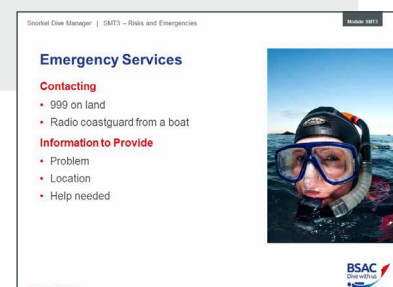 Snorkel Dive Manager | SMT3 – Risks and Emergencies
Module SMT3
Emergency Services
Contacting
• 999 on land
• Radio coastguard from a boat
Information to Provide
• Problem
• Location
• Help needed
BSAC
Dive with us